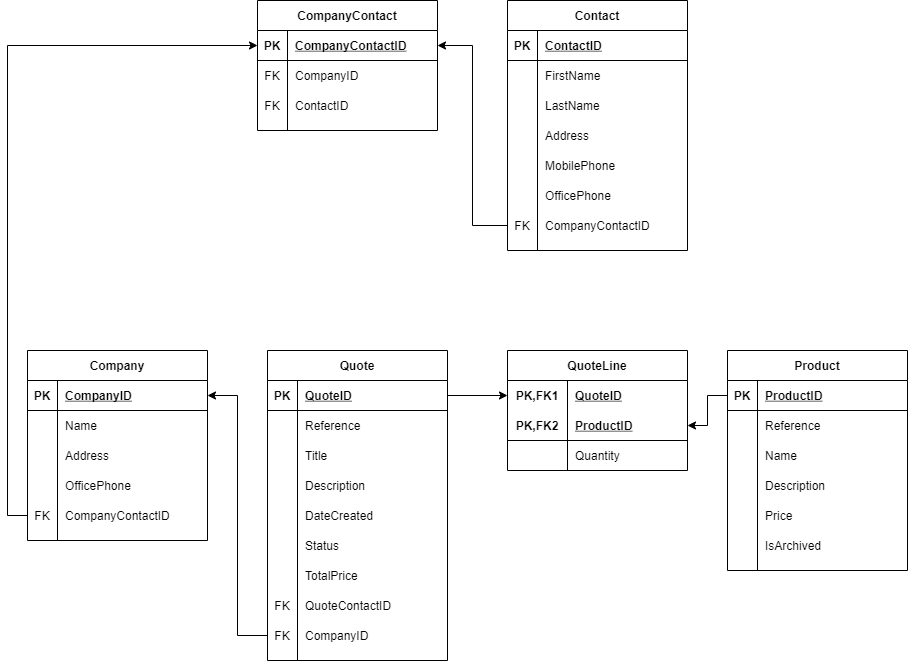 CompanyContact
PK CompanyContactID
FK CompanyID
FK ContactID
Contact
PK ContactID
FirstName
LastName
Address
MobilePhone
OfficePhone
FK CompanyContactID
Company
PK CompanyID
Name
Address
OfficePhone
FK CompanyContactID
Quote
PK QuoteID
Reference
Title
Description
DateCreated
Status
TotalPrice
FK QuoteContactID
FK CompanyID
QuoteLine
PK,FK1 QuoteID
PK,FK2 ProductID
Quantity
Product
PK ProductID
Reference
Name
Description
Price
IsArchived